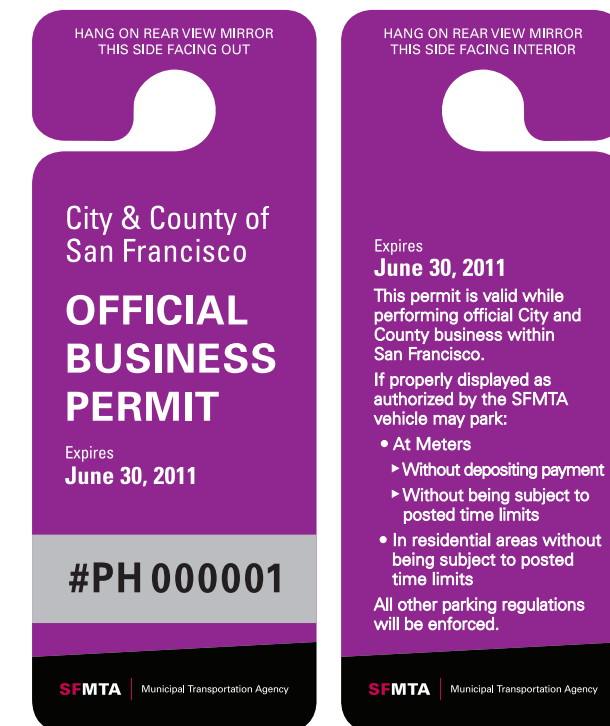 HANG ON REAR VIEW MIRROR
THIS SIDE FACING OUT
City & County of
San Francisco
OFFICIAL
BUSINESS
PERMIT
Expires
June 30, 2011
#PH 000001
SFMTA | Municipal Transportation Agency
HANG ON REAR VIEW MIRROR
THIS SIDE FACING INTERIOR
Expires
June 30, 2011
This permit is valid while
performing official City and
County business within
San Francisco.
If properly displayed as
authorized by the SFMTA
vehicle may park:
• At Meters
▸Without depositing payment
▸Without being subject to
posted time limits
• In residential areas without
being subject to posted
time limits
All other parking regulations
will be enforced.
SFMTA | Municipal Transportation Agency